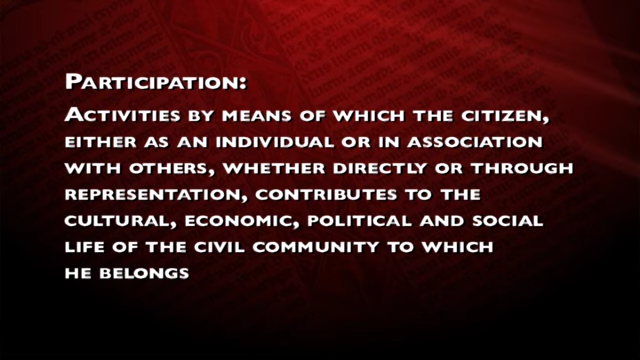 Participation:
Activities by means of which the citizen,
either as an individual or in association
with others, whether directly or through
representation, contributes to the
cultural, economic, political and social
life of the civil community to which
he belongs